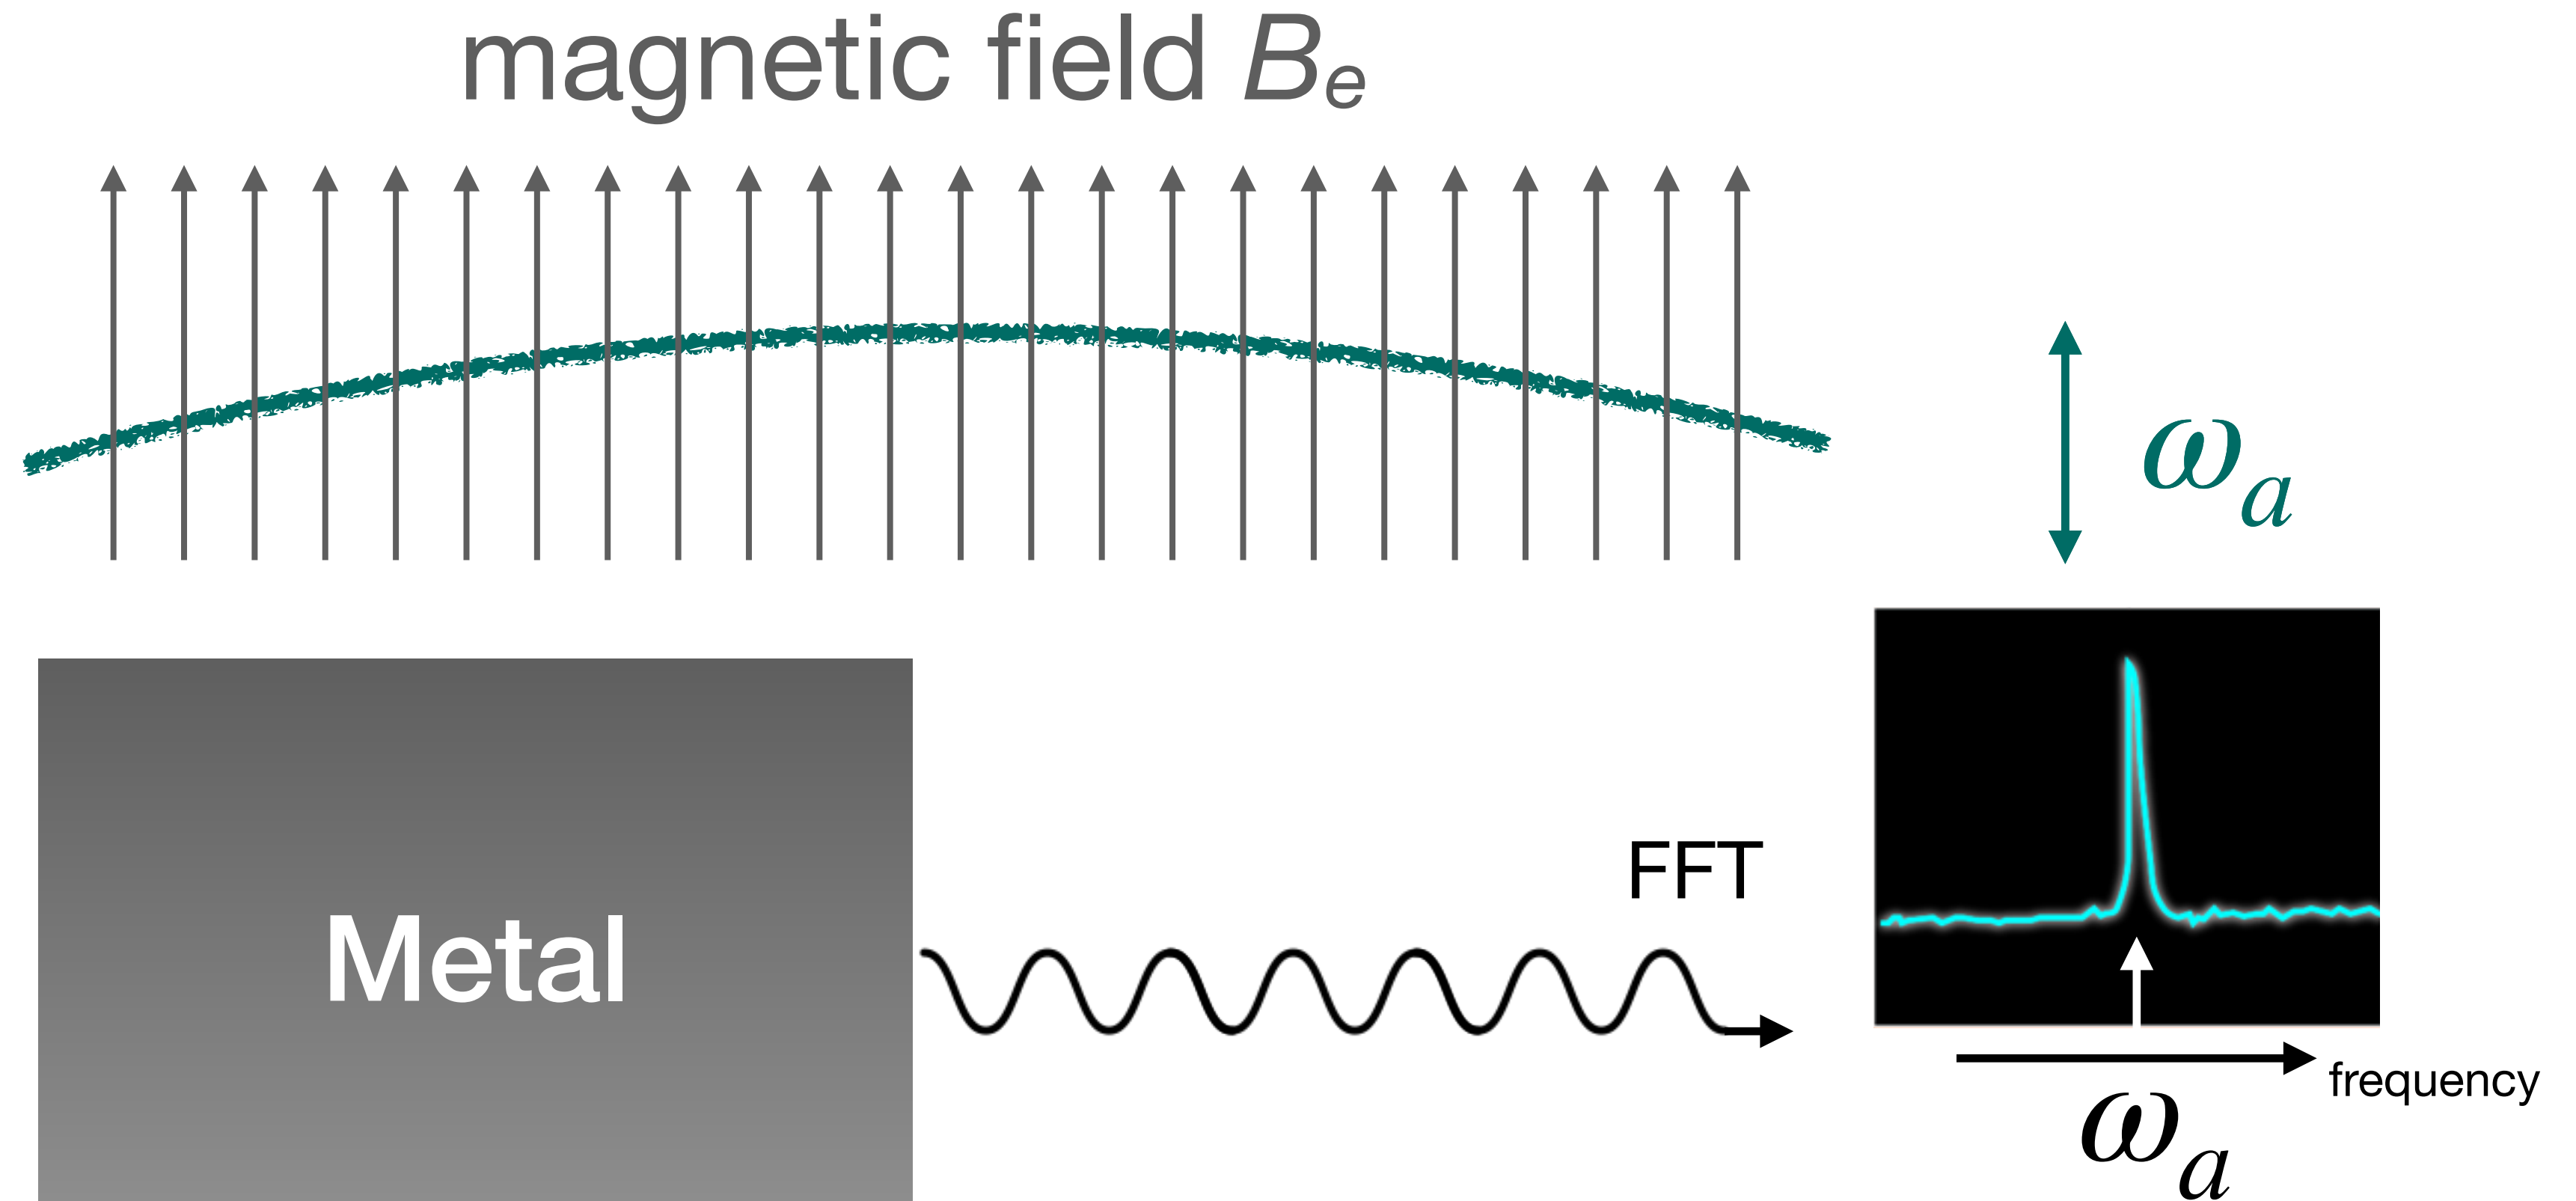 magnetic field Bₑ
ωₐ
FFT
Metal
frequency
ωₐ